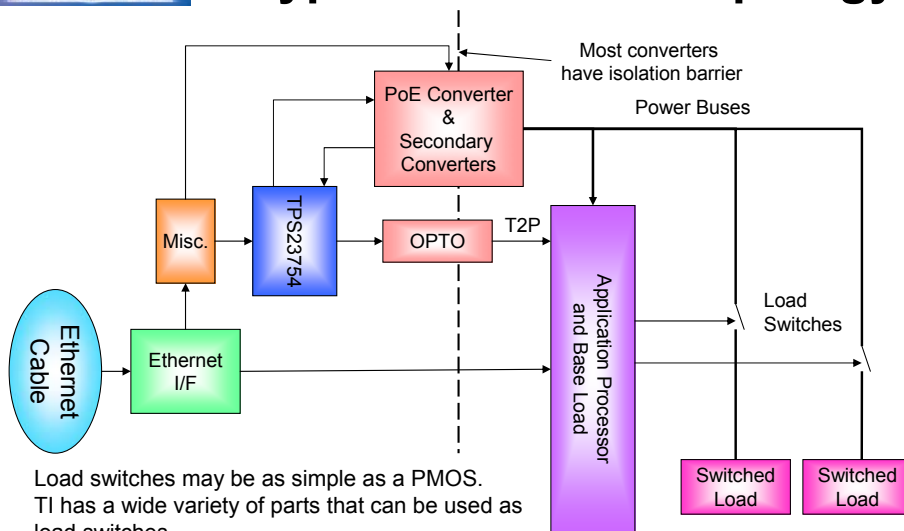 Most converters
have isolation barrier
PoE Converter
&
Secondary
Converters
Power Buses
Misc.
TPS23754
OPTO
T2P
Application Processor
and Base Load
Load
Switches
Ethernet
Cable
Ethernet
I/F
Switched
Load
Switched
Load
Load switches may be as simple as a PMOS.
TI has a wide variety of parts that can be used as
load switches